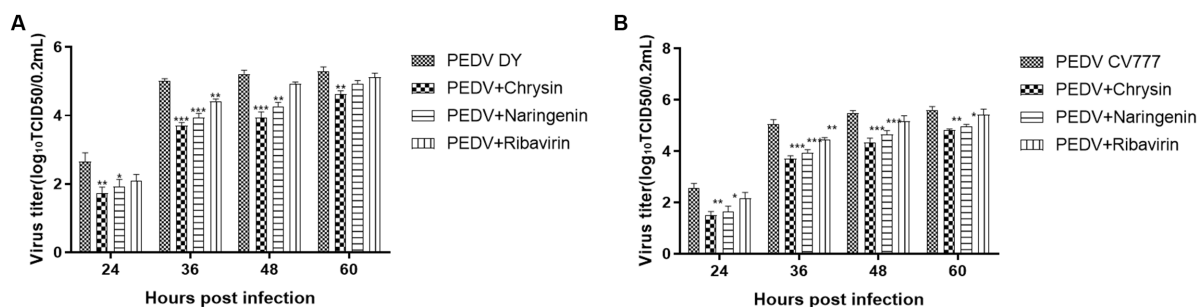 A
Virus titer(log₁₀TCID50/0.2mL)
6
4
2
0
** *
*** *** **
*** **
**
24 36 48 60
Hours post infection
PEDV DY
PEDV+Chrysin
PEDV+Naringenin
PEDV+Ribavirin
B
Virus titer(log₁₀TCID50/0.2mL)
8
6
4
2
0
** *
*** *** **
*** ***
** *
24 36 48 60
Hours post infection
PEDV CV777
PEDV+Chrysin
PEDV+Naringenin
PEDV+Ribavirin